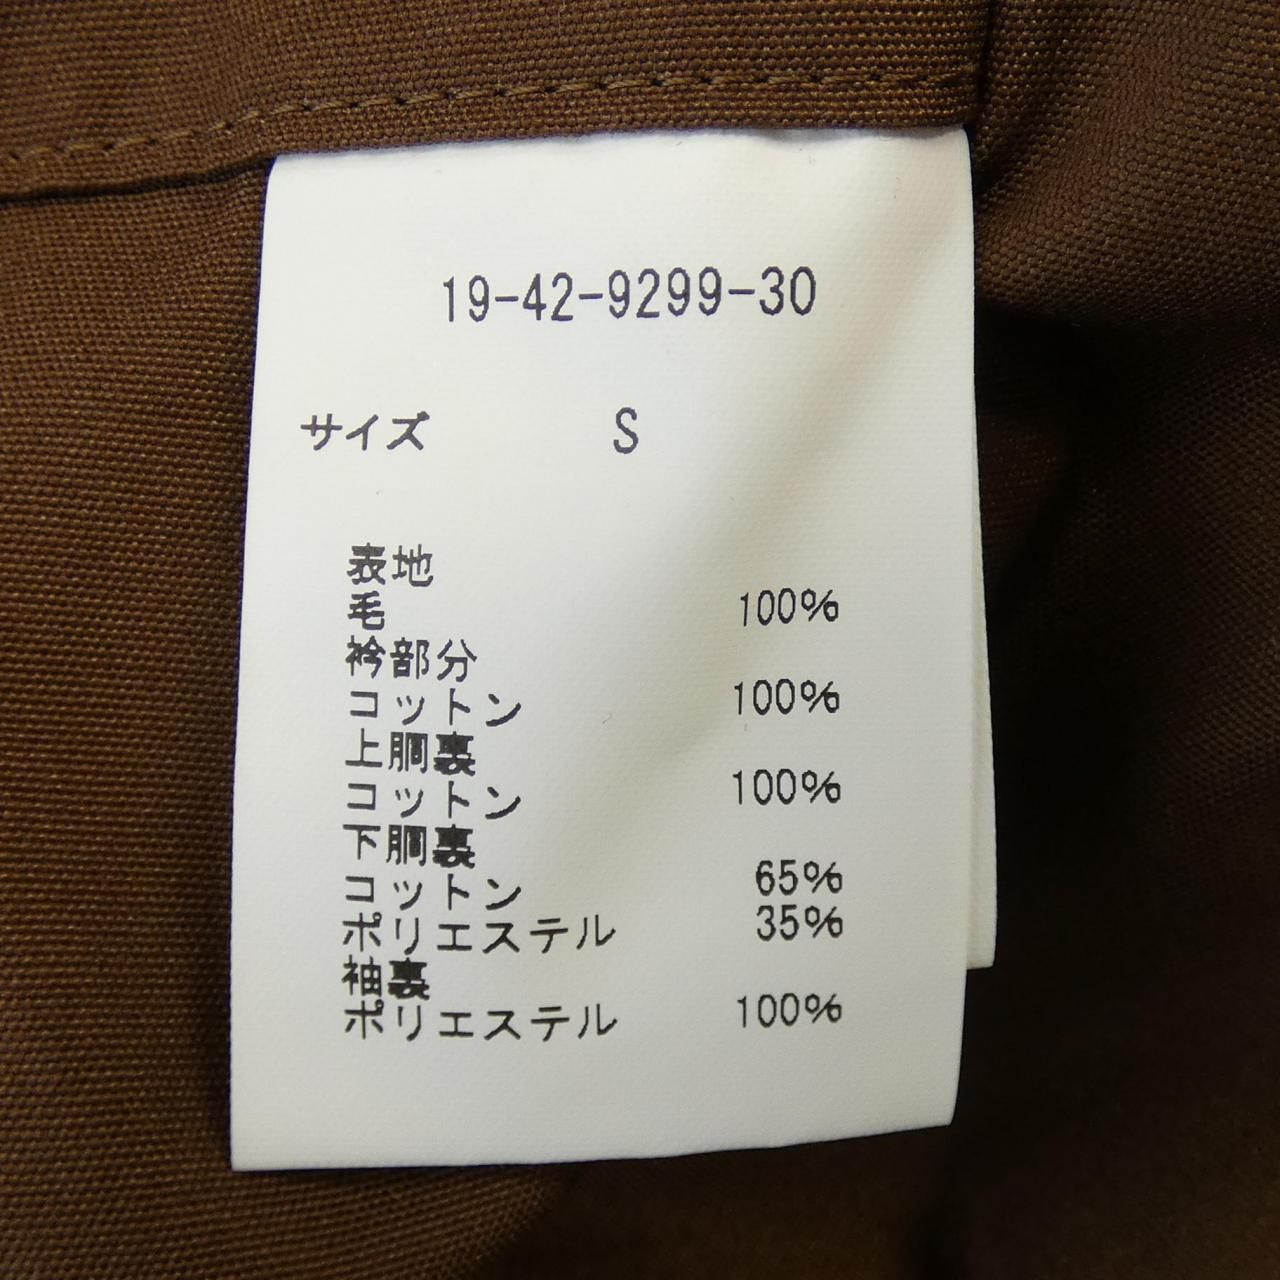 19-42-9299-30
サイズ S
表地
毛 100%
衿部分
コットン 100%
上胴裏
コットン 100%
下胴裏
コットン 65%
ポリエステル 35%
袖裏
ポリエステル 100%